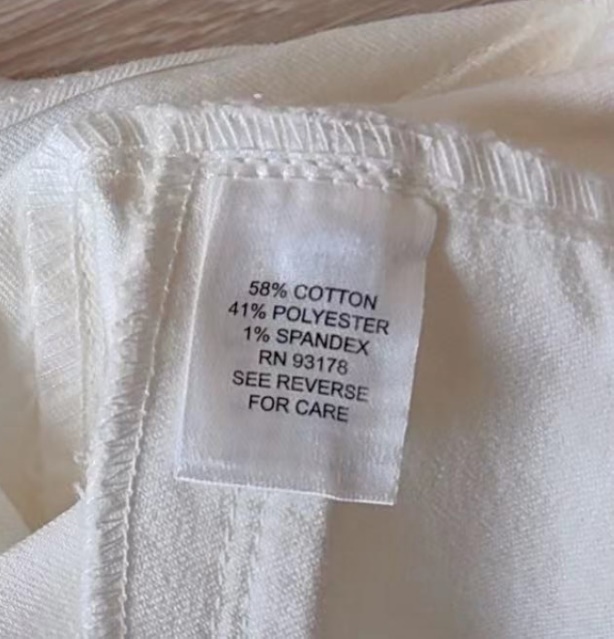 58% COTTON
41% POLYESTER
1% SPANDEX
RN 93178
SEE REVERSE
FOR CARE